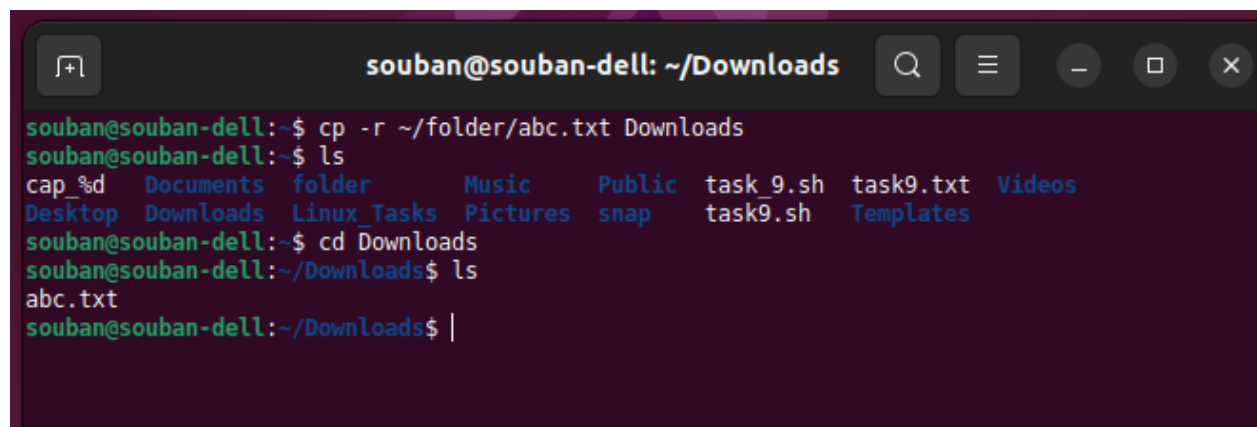 souban@souban-dell: ~/Downloads
souban@souban-dell:~$ cp -r ~/folder/abc.txt Downloads
souban@souban-dell:~$ ls
cap_%d Documents folder Music Public task_9.sh task9.txt Videos
Desktop Downloads Linux_Tasks Pictures snap task9.sh Templates
souban@souban-dell:~$ cd Downloads
souban@souban-dell:~/Downloads$ ls
abc.txt
souban@souban-dell:~/Downloads$